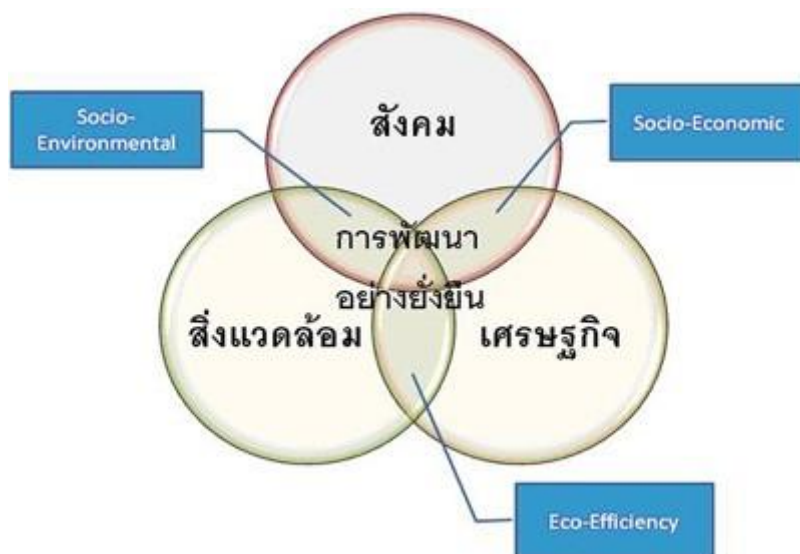 สังคม
Socio-
Environmental
Socio-Economic
การพัฒนา
อย่างยั่งยืน
สิ่งแวดล้อม
เศรษฐกิจ
Eco-Efficiency